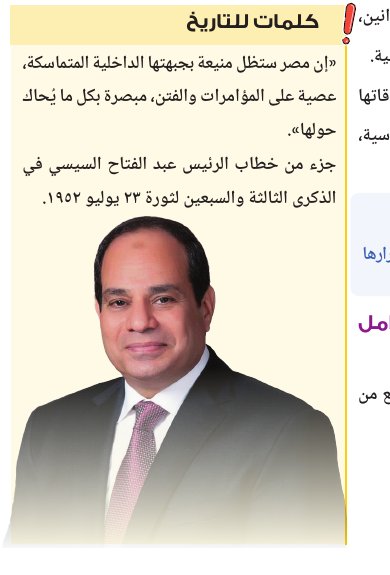 كلمات للتاريخ
«إن مصر ستظل منيعة بجبهتها الداخلية المتماسكة،
عصية على المؤامرات والفتن، مبصرة بكل ما يُحاك
حولها».
جزء من خطاب الرئيس عبد الفتاح السيسي في
الذكرى الثالثة والسبعين لثورة ٢٣ يوليو ١٩٥٢.
ع من